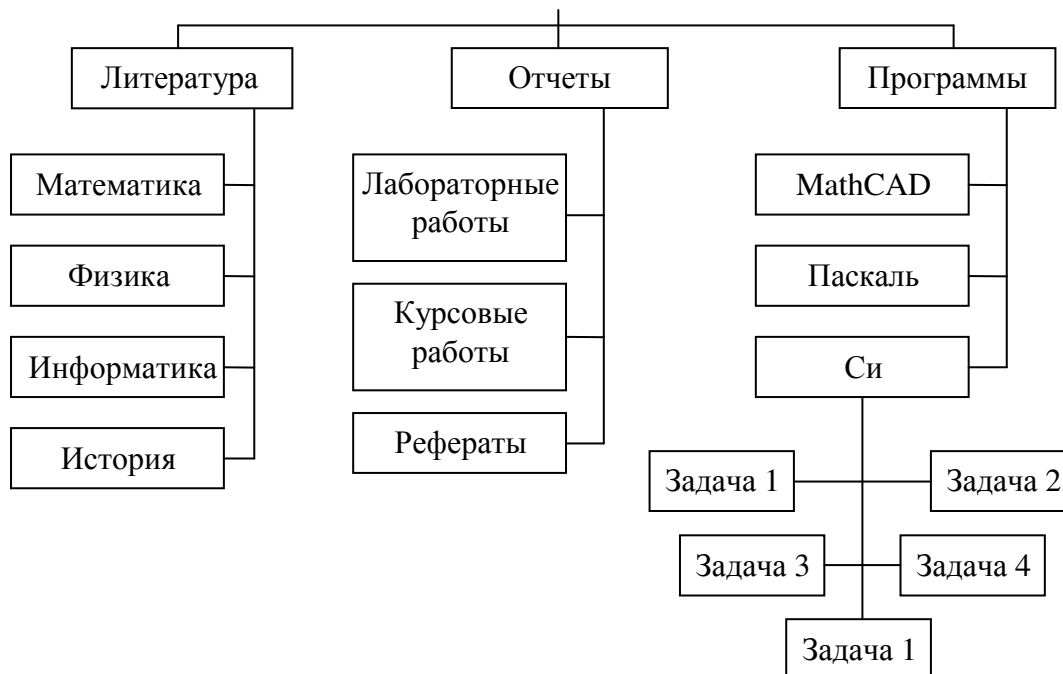 Литература
Отчеты
Программы
Математика
Физика
Информатика
История
Лабораторные
работы
Курсовые
работы
Рефераты
MathCAD
Паскаль
Си
Задача 1
Задача 2
Задача 3
Задача 4
Задача 1